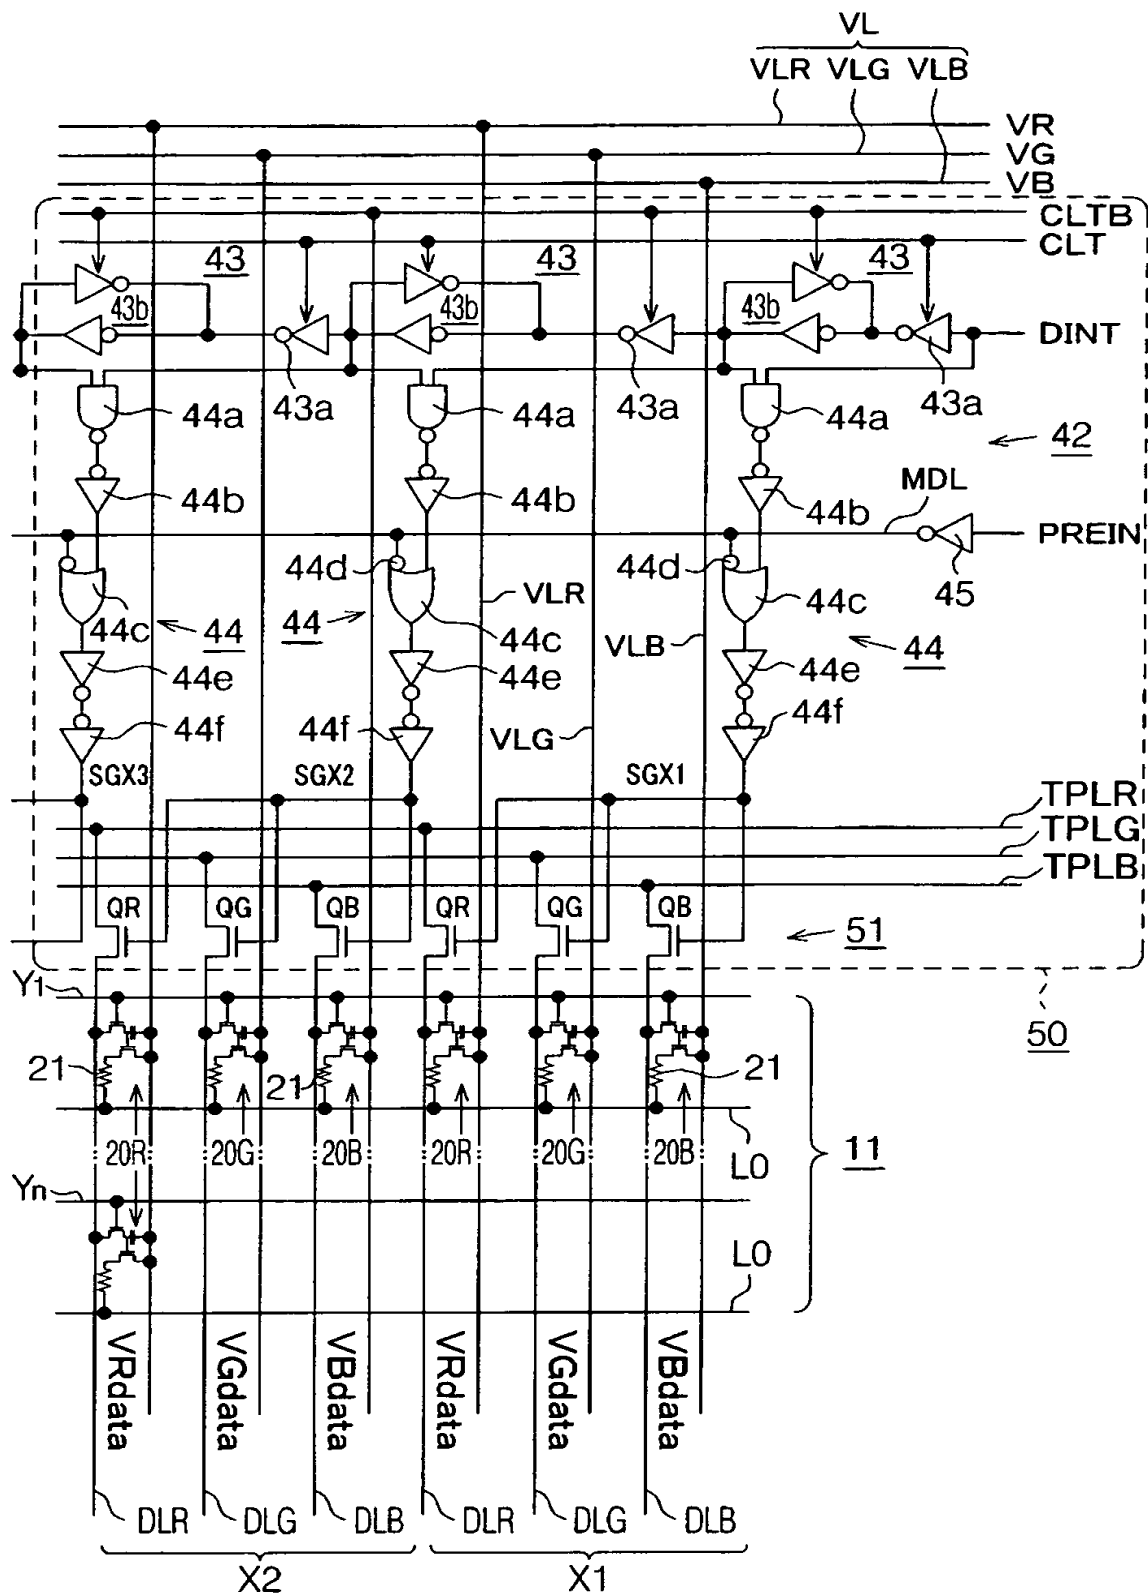 VL
VLR VLG VLB
VR
VG
VB
CLTB
CLT
43 43 43
43b 43b 43b
DINT
44a 43a 44a 43a 44a 43a
42
44b 44b 44b
MDL
PREIN
44d 44d
45
44c 44 44 44c VLR 44c
VLB
44
44e 44e 44e
44f 44f 44f
VLG
SGX3 SGX2 SGX1
TPLR
TPLG
TPLB
QR QG QB QR QG QB
51
Y1
50
21 21 21
20R 20G 20B 20R 20G 20B
11
LO
Yn
LO
VRdata VGdata VBdata VRdata VGdata VBdata
DLR DLG DLB DLR DLG DLB
X2 X1